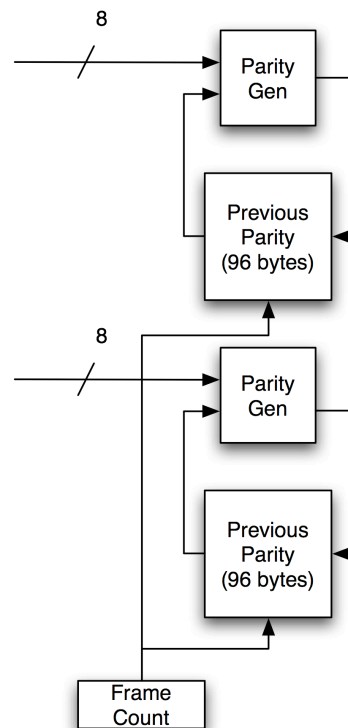 8
Parity
Gen
Previous
Parity
(96 bytes)
8
Parity
Gen
Previous
Parity
(96 bytes)
Frame
Count